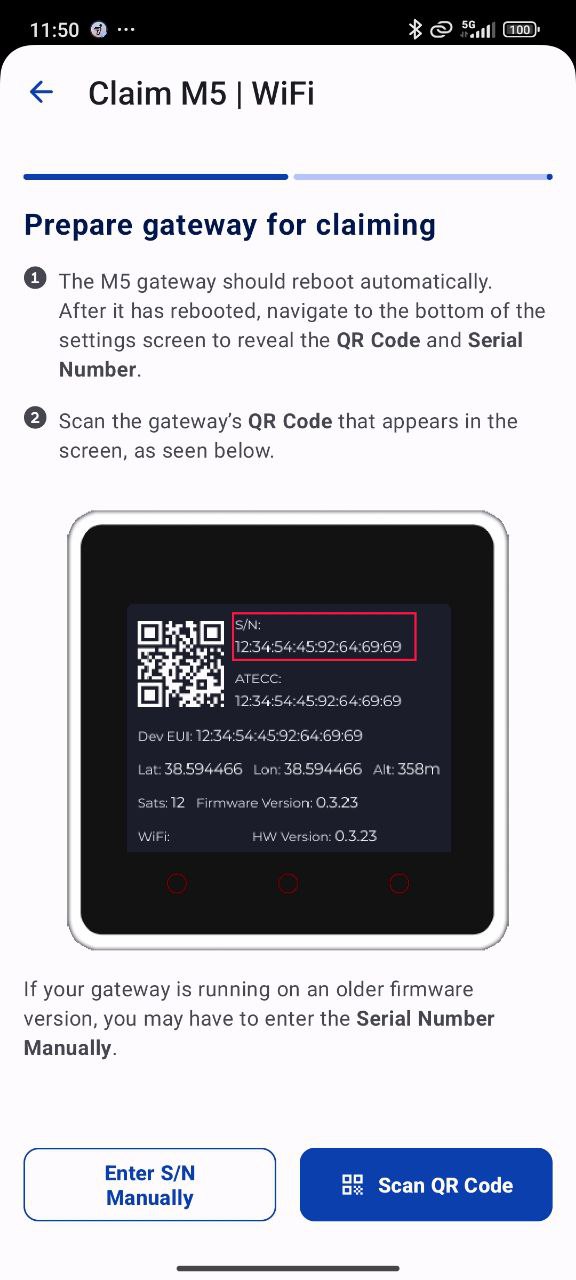 11:50
5G
100
Claim M5 | WiFi
Prepare gateway for claiming
1 The M5 gateway should reboot automatically.
After it has rebooted, navigate to the bottom of the
settings screen to reveal the QR Code and Serial
Number.
2 Scan the gateway’s QR Code that appears in the
screen, as seen below.
S/N:
12:34:54:45:92:64:69:69
ATECC:
12:34:54:45:92:64:69:69
Dev EUI: 12:34:54:45:92:64:69:69
Lat: 38.594466 Lon: 38.594466 Alt: 358m
Sats: 12 Firmware Version: 0.3.23
WiFi: HW Version: 0.3.23
If your gateway is running on an older firmware
version, you may have to enter the Serial Number
Manually.
Enter S/N
Manually
Scan QR Code